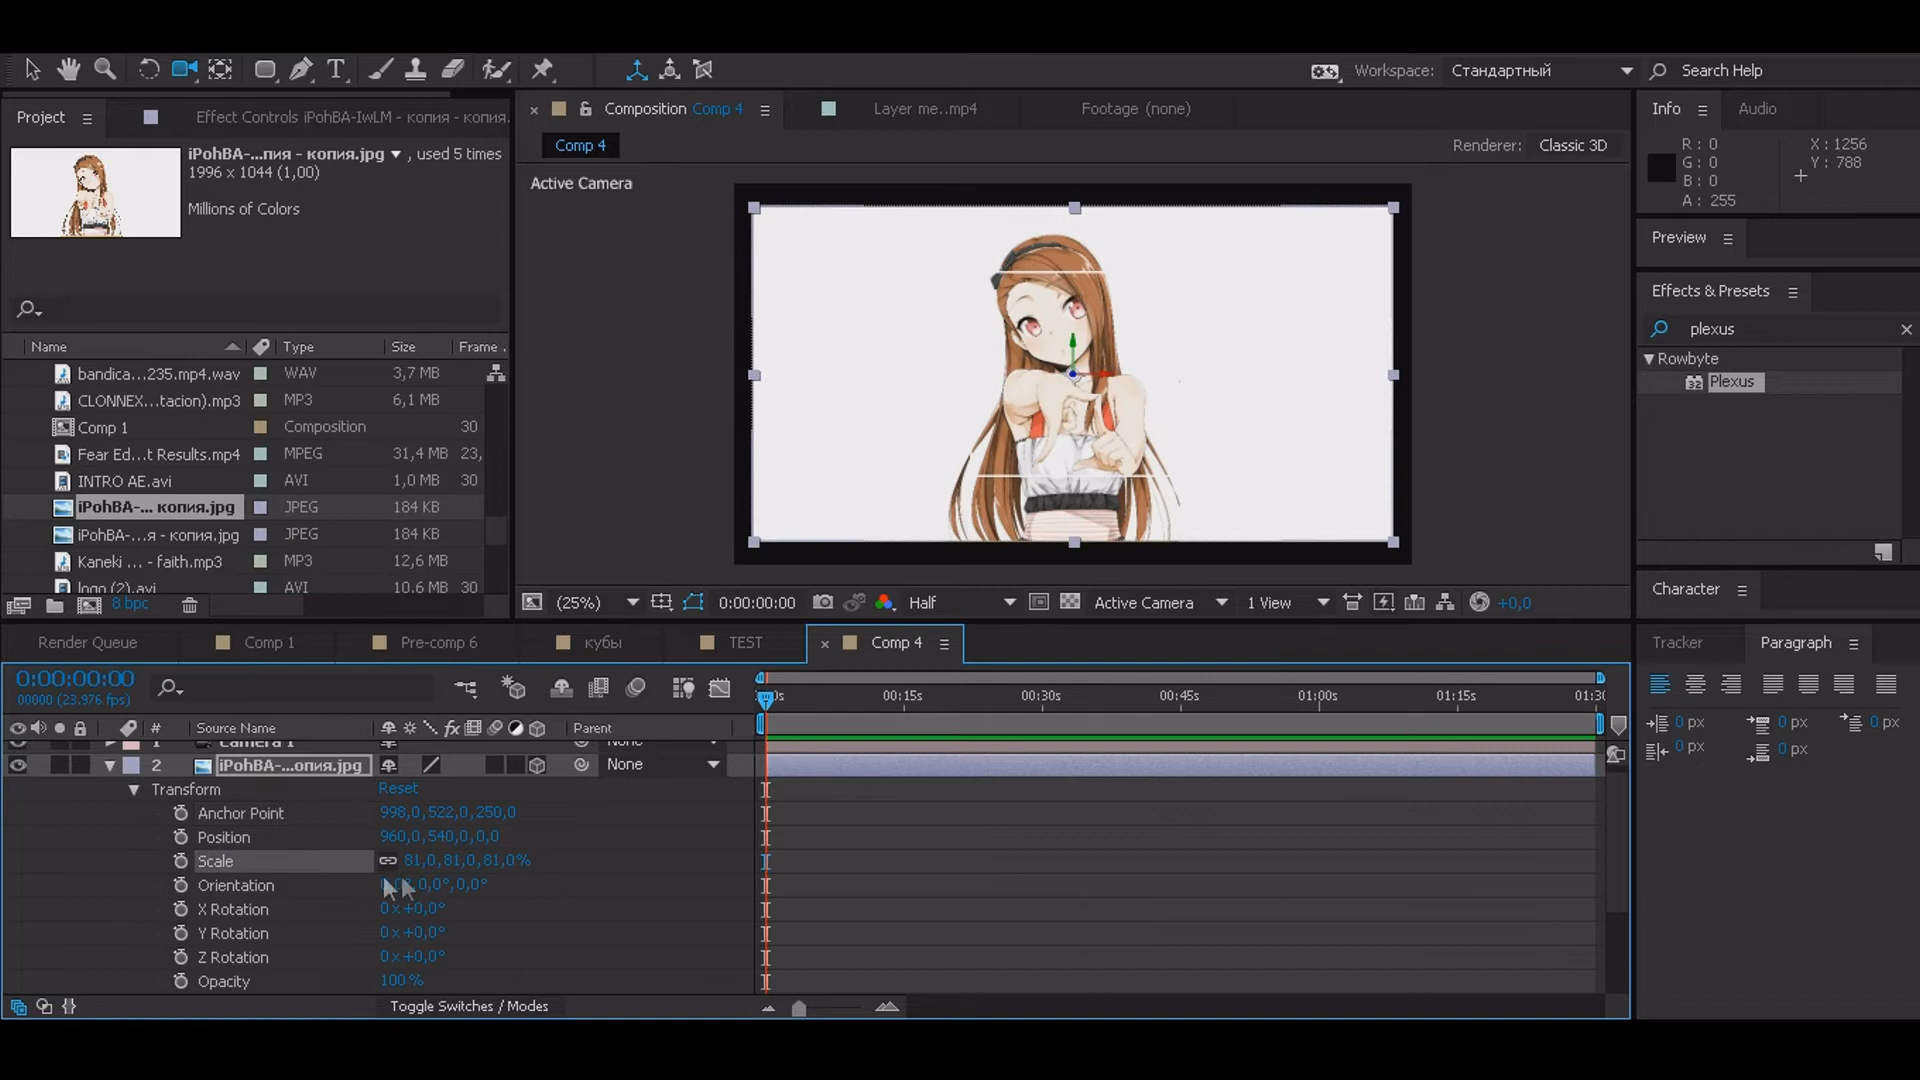 Workspace:
Стандартный
Search Help
Project
Effect Controls iPohBA-IwLM - копия - копия.
Composition Comp 4
Layer me..mp4
Footage (none)
Info
Audio
iPohBA-...пия - копия.jpg , used 5 times
1996 x 1044 (1,00)
Millions of Colors
Comp 4
Renderer:
Classic 3D
Active Camera
R : 0
G : 0
B : 0
A : 255
X : 1256
Y : 788
Preview
Effects & Presets
plexus
Rowbyte
32
Plexus
Name
Type
Size
Frame .
bandica...235.mp4.wav
WAV
3,7 MB
CLONNEX...tacion).mp3
MP3
6,1 MB
Comp 1
Composition
30
Fear Ed...t Results.mp4
MPEG
31,4 MB
23,
INTRO AE.avi
AVI
1,0 MB
30
iPohBA-... копия.jpg
JPEG
184 KB
iPohBA-...я - копия.jpg
JPEG
184 KB
Kaneki ... - faith.mp3
MP3
12,6 MB
logo (2).avi
AVI
10,6 MB
30
8 bpc
(25%)
0:00:00:00
Half
Active Camera
1 View
+0,0
Character
Render Queue
Comp 1
Pre-comp 6
кубы
TEST
Comp 4
Tracker
Paragraph
0:00:00:00
00000 (23.976 fps)
0s
00:15s
00:30s
00:45s
01:00s
01:15s
01:30
#
Source Name
fx
Parent
1
Camera 1
None
2
iPohBA-...опия.jpg
None
Transform
Reset
Anchor Point
998,0,522,0,250,0
Position
960,0,540,0,0,0
Scale
81,0,81,0,81,0%
Orientation
,0,0°,0,0°
X Rotation
0x+0,0°
Y Rotation
0x+0,0°
Z Rotation
0x+0,0°
Opacity
100 %
Toggle Switches / Modes
0 px
0 px
0 px
0 px
0 px